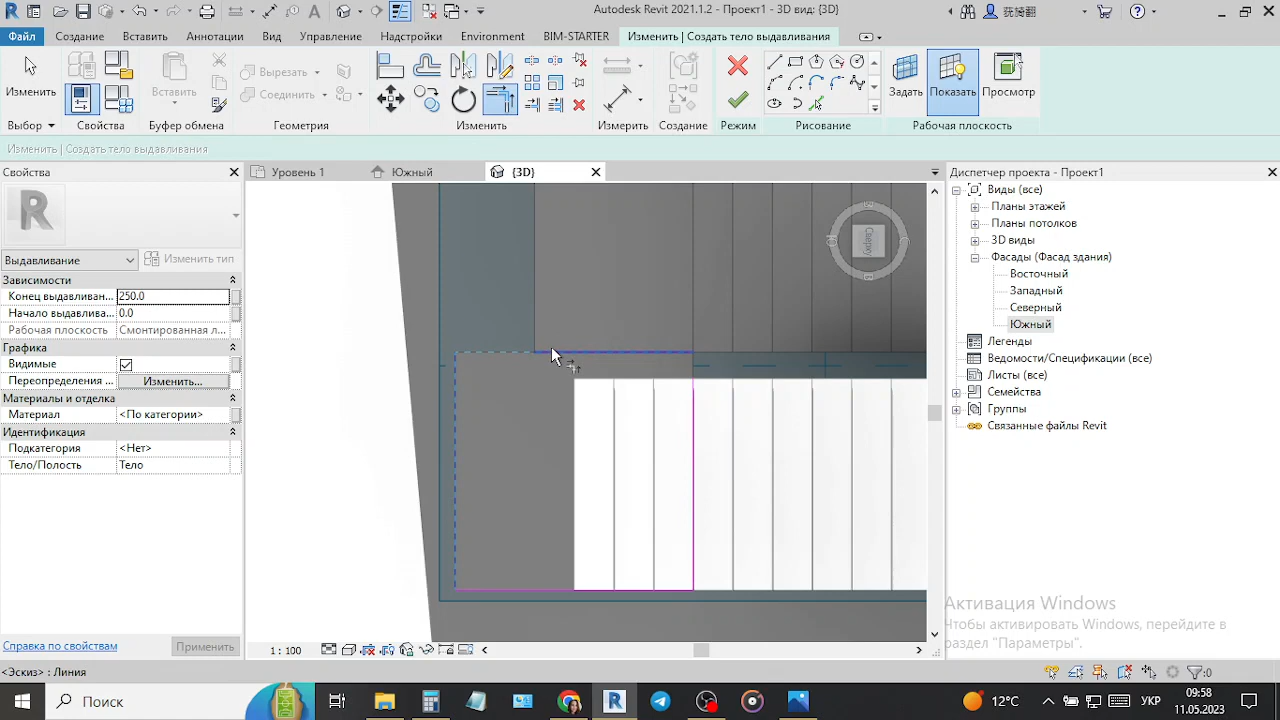 Autodesk Revit 2021.1.2 - Проект1 - 3D вид: {3D}
Файл
Создание
Вставить
Аннотации
Вид
Управление
Надстройки
Environment
BIM-STARTER
Изменить | Создать тело выдавливания
Изменить
Вставить
Вырезать
Соединить
Задать
Показать
Просмотр
Выбор
Свойства
Буфер обмена
Геометрия
Изменить
Измерить
Создание
Режим
Рисование
Рабочая плоскость
Изменить | Создать тело выдавливания
Свойства
Уровень 1
Южный
{3D}
Диспетчер проекта - Проект1
R
Выдавливание
Изменить тип
Зависимости
Конец выдавливан...
250.0
Начало выдавлива...
0.0
Рабочая плоскость
Смонтированная л...
Графика
Видимые
Переопределения ...
Изменить...
Материалы и отделка
Материал
<По категории>
Идентификация
Подкатегория
<Нет>
Тело/Полость
Тело
Справка по свойствам
Применить
Сверху
1 : 100
Виды (все)
Планы этажей
Планы потолков
3D виды
Фасады (Фасад здания)
Восточный
Западный
Северный
Южный
Легенды
Ведомости/Спецификации (все)
Листы (все)
Семейства
Группы
Связанные файлы Revit
Активация Windows
Чтобы активировать Windows, перейдите в
раздел "Параметры".
<Эскиз> : Линия
:0
Поиск
12°C
УКР
09:58
11.05.2023